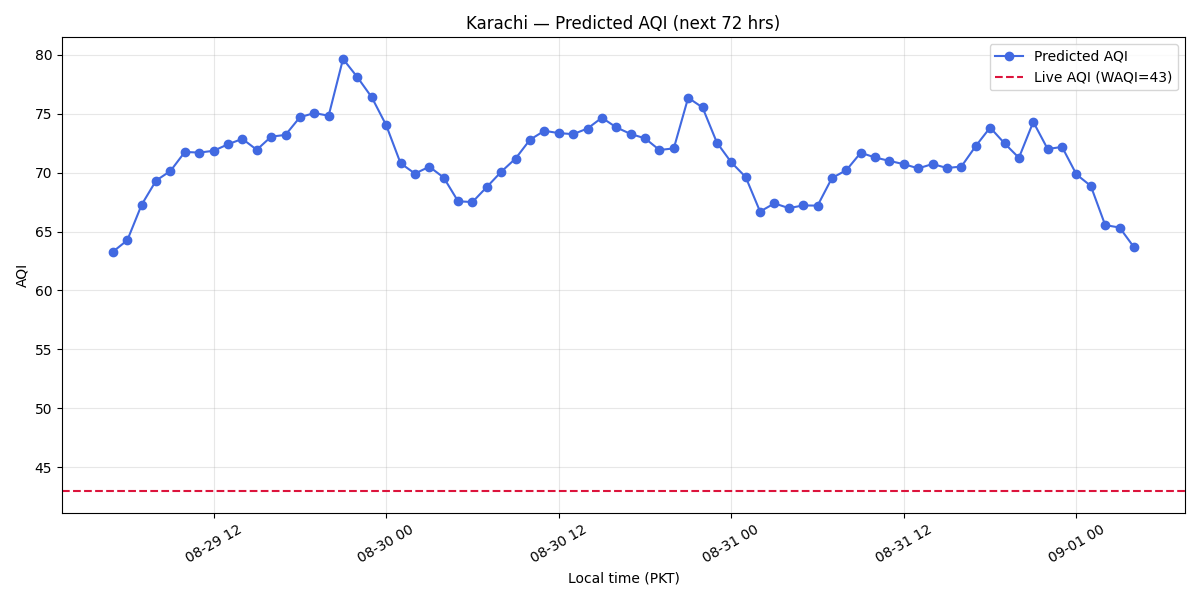 Karachi — Predicted AQI (next 72 hrs)
Predicted AQI
Live AQI (WAQI=43)
80
75
70
65
60
55
50
45
AQI
08-29 12
08-30 00
08-30 12
08-31 00
08-31 12
09-01 00
Local time (PKT)